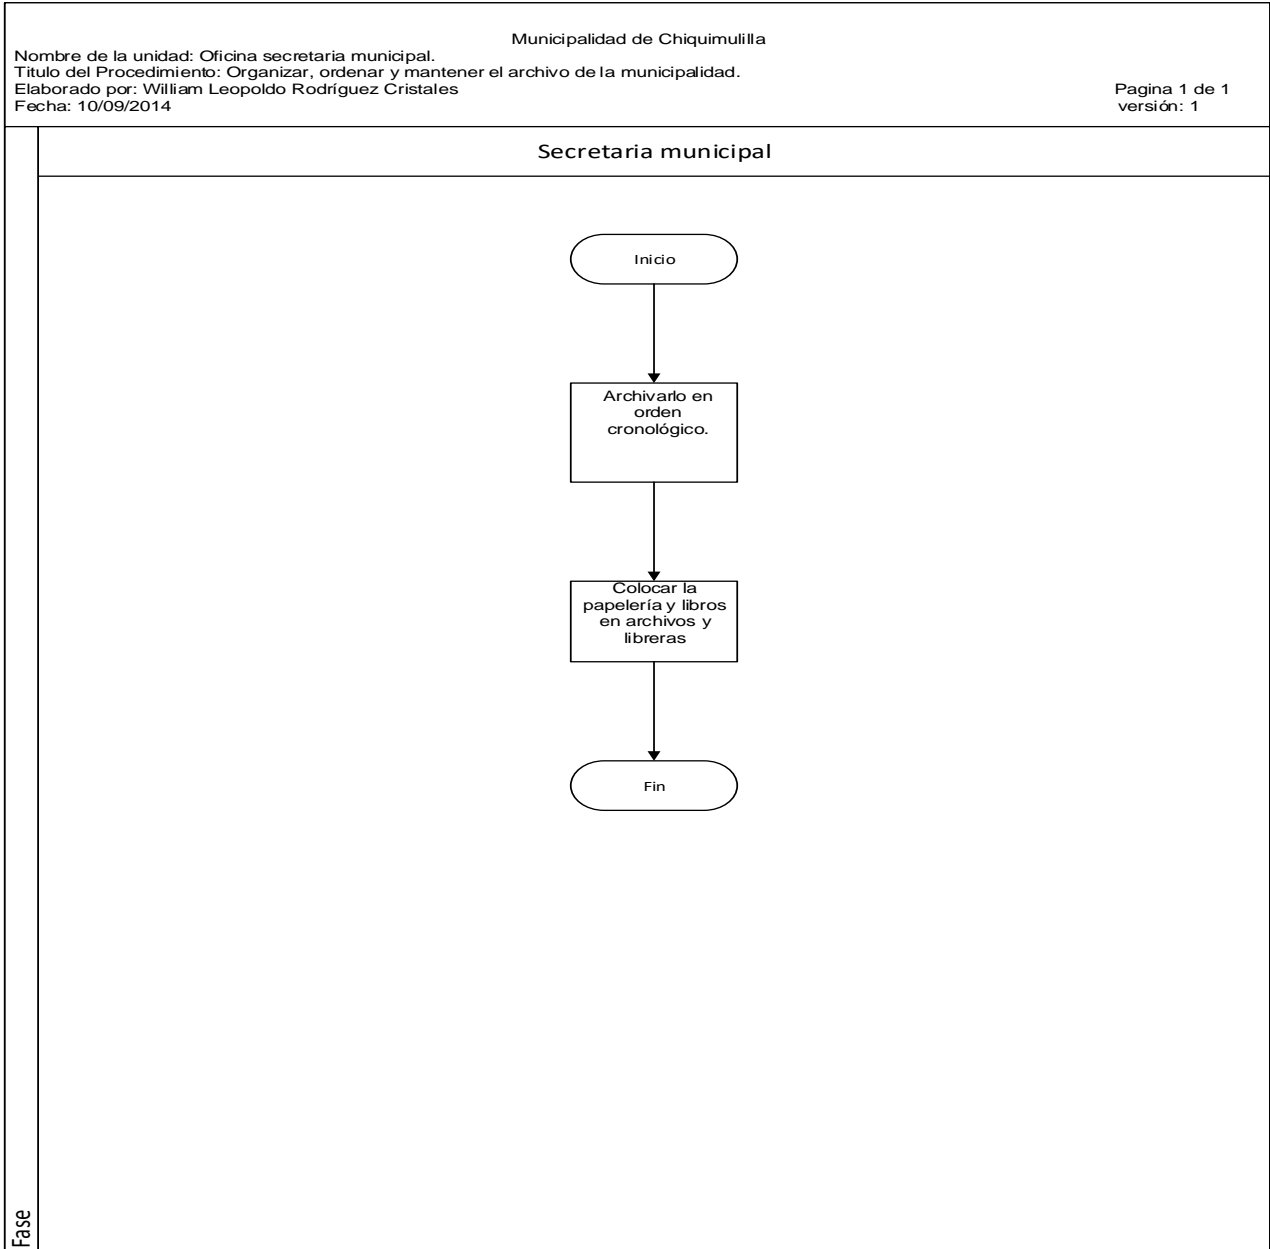 Municipalidad de Chiquimulilla
Nombre de la unidad: Oficina secretaria municipal.
Titulo del Procedimiento: Organizar, ordenar y mantener el archivo de la municipalidad.
Elaborado por: William Leopoldo Rodríguez Cristales
Pagina 1 de 1
Fecha: 10/09/2014
versión: 1
Secretaria municipal
Inicio
Archivarlo en
orden
cronológico.
Colocar la
papelería y libros
en archivos y
libreras
Fin
Fase